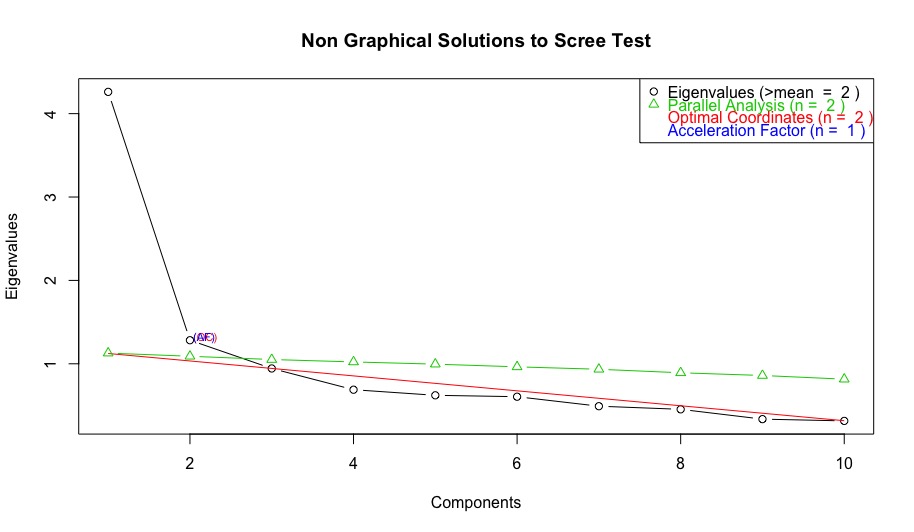 Non Graphical Solutions to Scree Test
Eigenvalues (>mean = 2 )
Parallel Analysis (n = 2 )
Optimal Coordinates (n = 2 )
Acceleration Factor (n = 1 )
Eigenvalues
4
3
2
1
2
4
6
8
10
Components